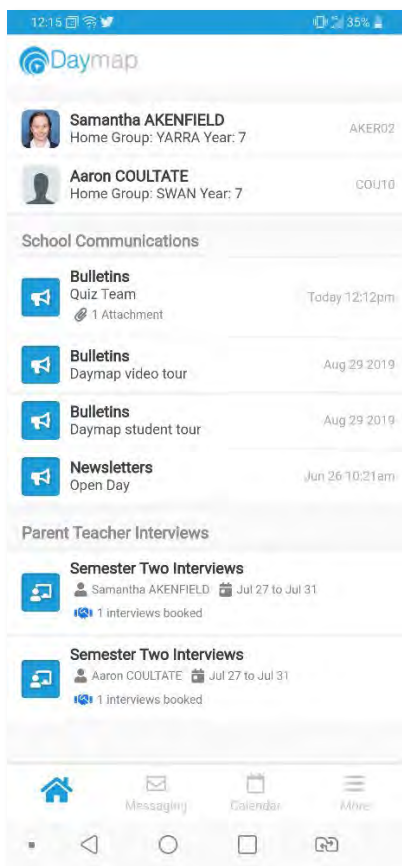 12:15
35%
Daymap
Samantha AKENFIELD
Home Group: YARRA Year: 7
AKER02
Aaron COULTATE
Home Group: SWAN Year: 7
COU10
School Communications
Bulletins
Quiz Team
Today 12:12pm
1 Attachment
Bulletins
Daymap video tour
Aug 29 2019
Bulletins
Daymap student tour
Aug 29 2019
Newsletters
Open Day
Jun 26 10:21am
Parent Teacher Interviews
Semester Two Interviews
Samantha AKENFIELD Jul 27 to Jul 31
1 interviews booked
Semester Two Interviews
Aaron COULTATE Jul 27 to Jul 31
1 interviews booked
Messaging Calendar More